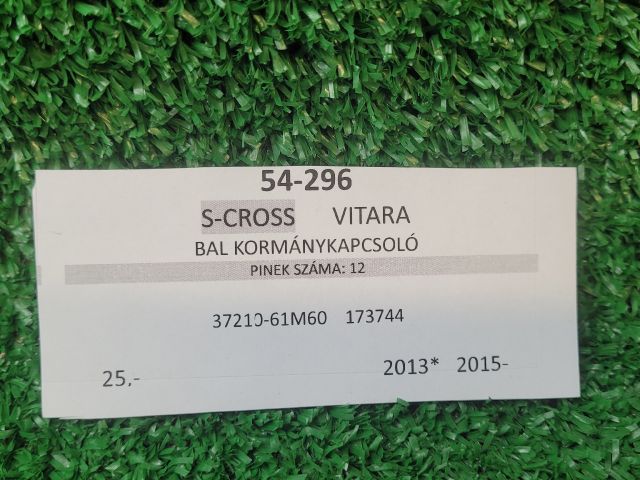 54-296
S-CROSS VITARA
BAL KORMÁNYKAPCSOLÓ
PINEK SZÁMA: 12
37210-61M60 173744
25,- 2013* 2015-